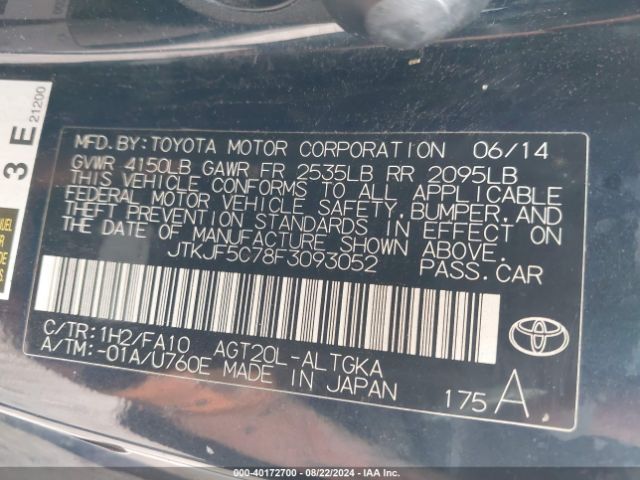 3 E
21200
MFD.BY:TOYOTA MOTOR CORPORATION 06/14
GVWR 4150LB GAWR FR 2535LB RR 2095LB
THIS VEHICLE CONFORMS TO ALL APPLICABLE
FEDERAL MOTOR VEHICLE SAFETY, BUMPER, AND
THEFT PREVENTION STANDARDS IN EFFECT ON
THE DATE OF MANUFACTURE SHOWN ABOVE.
JTKJF5C78F3093052 PASS.CAR
C/TR:1H2/FA10 AGT20L-ALTGKA
A/TM:-01A/U760E MADE IN JAPAN
175 A
000-40172700 - 08/22/2024 - IAA Inc.